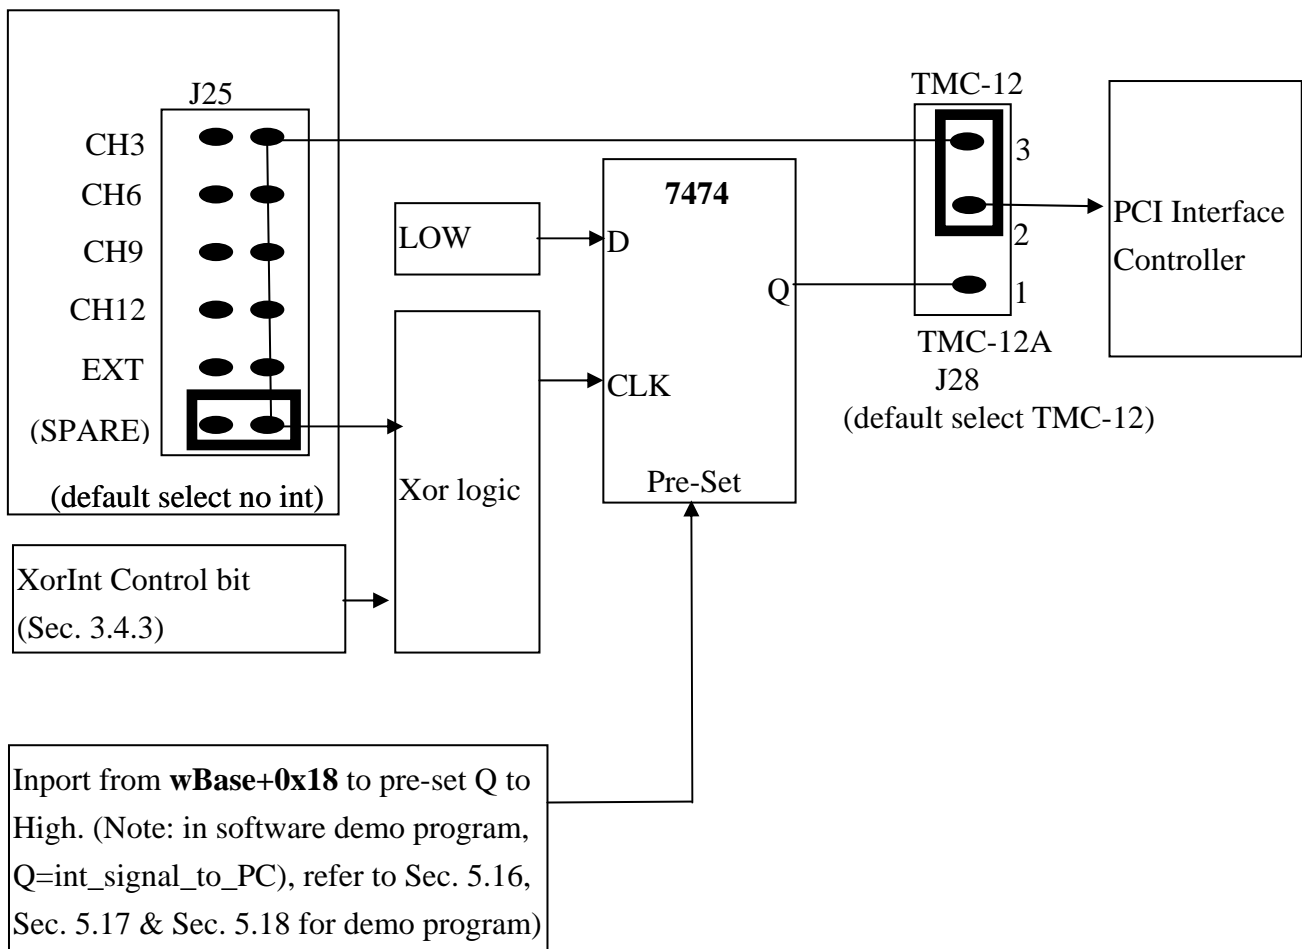 J25
CH3
CH6
CH9
CH12
EXT
(SPARE)
(default select no int)
XorInt Control bit
(Sec. 3.4.3)
LOW
Xor logic
7474
D
Q
CLK
Pre-Set
TMC-12
3
2
1
TMC-12A
J28
(default select TMC-12)
PCI Interface
Controller
Inport from wBase+0x18 to pre-set Q to
High. (Note: in software demo program,
Q=int_signal_to_PC), refer to Sec. 5.16,
Sec. 5.17 & Sec. 5.18 for demo program)